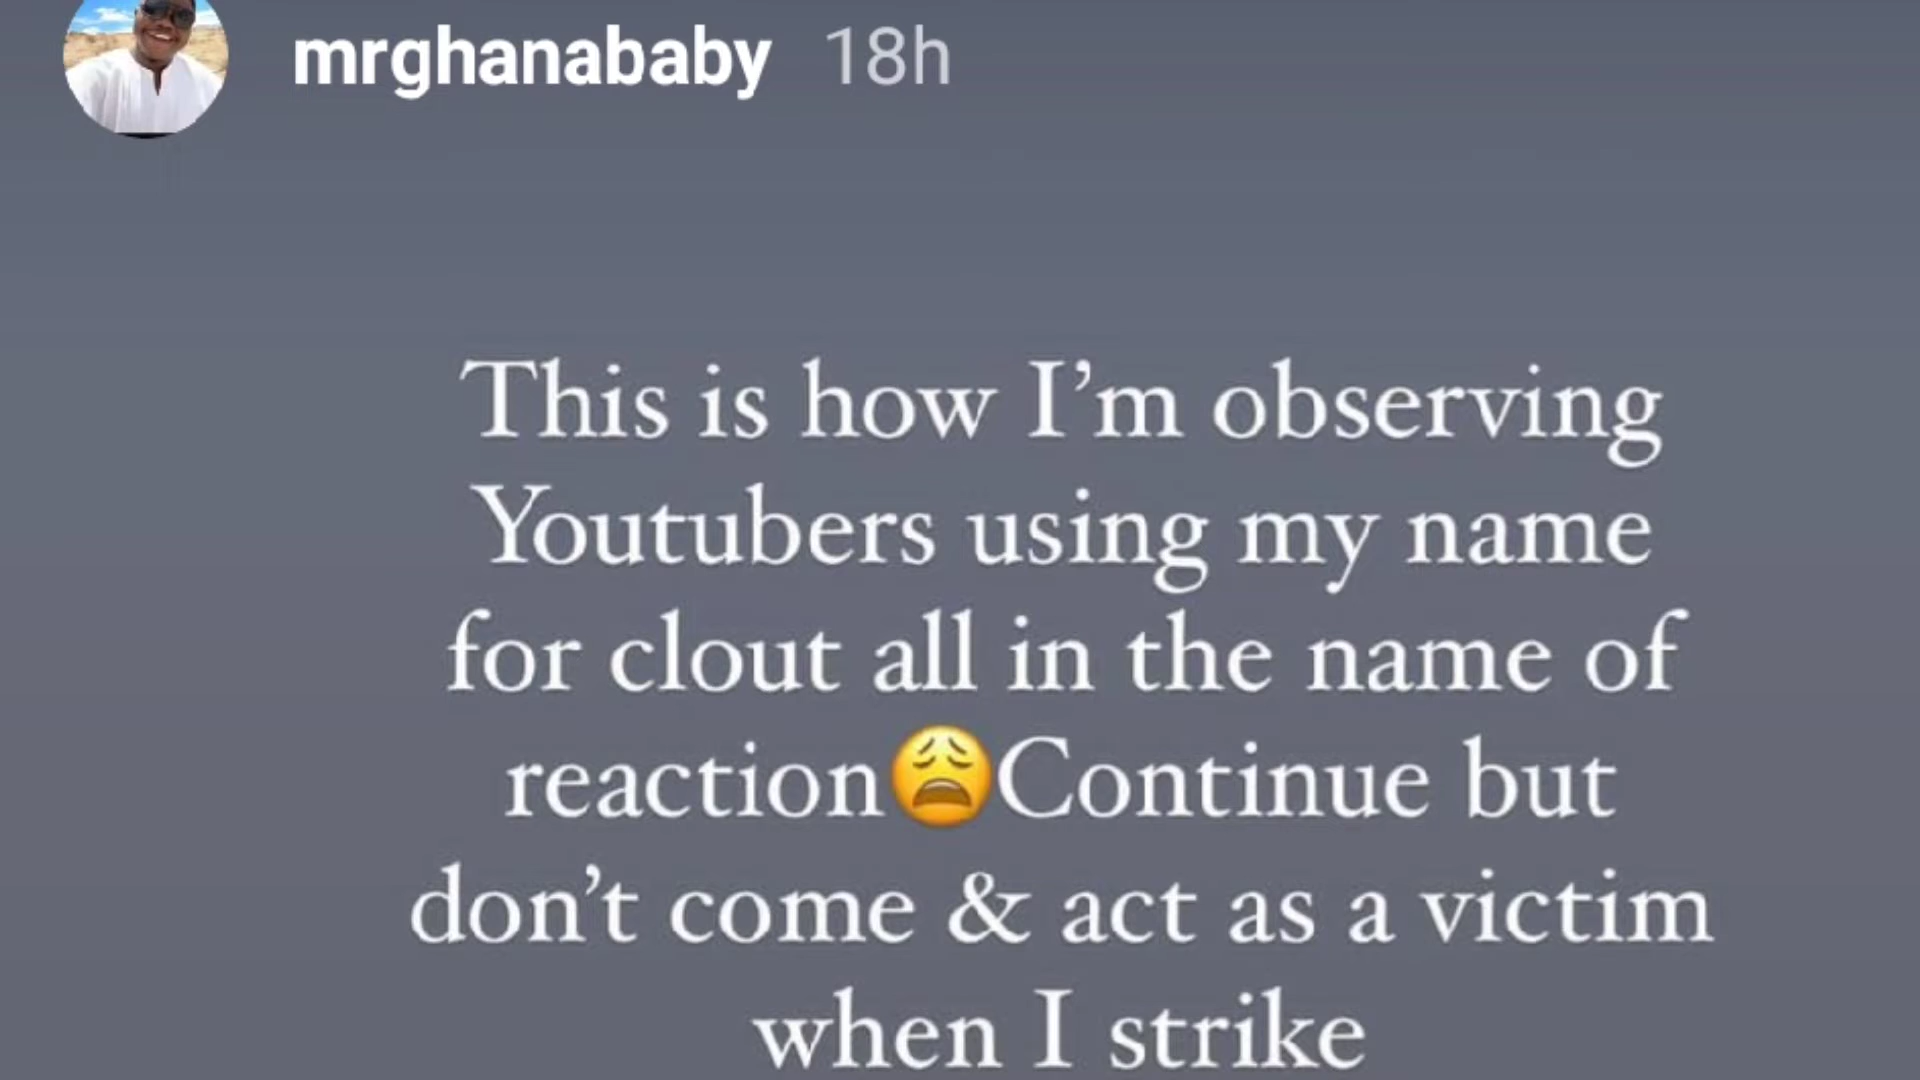 mrghanababy 18h
This is how I’m observing
Youtubers using my name
for clout all in the name of
reaction😩Continue but
don’t come & act as a victim
when I strike